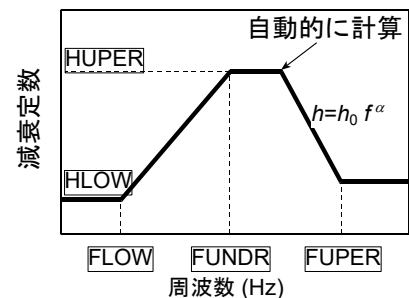 自動的に計算
HUPER
減衰定数
h=h₀ f^α
HLOW
FLOW FUNDR FUPER
周波数 (Hz)